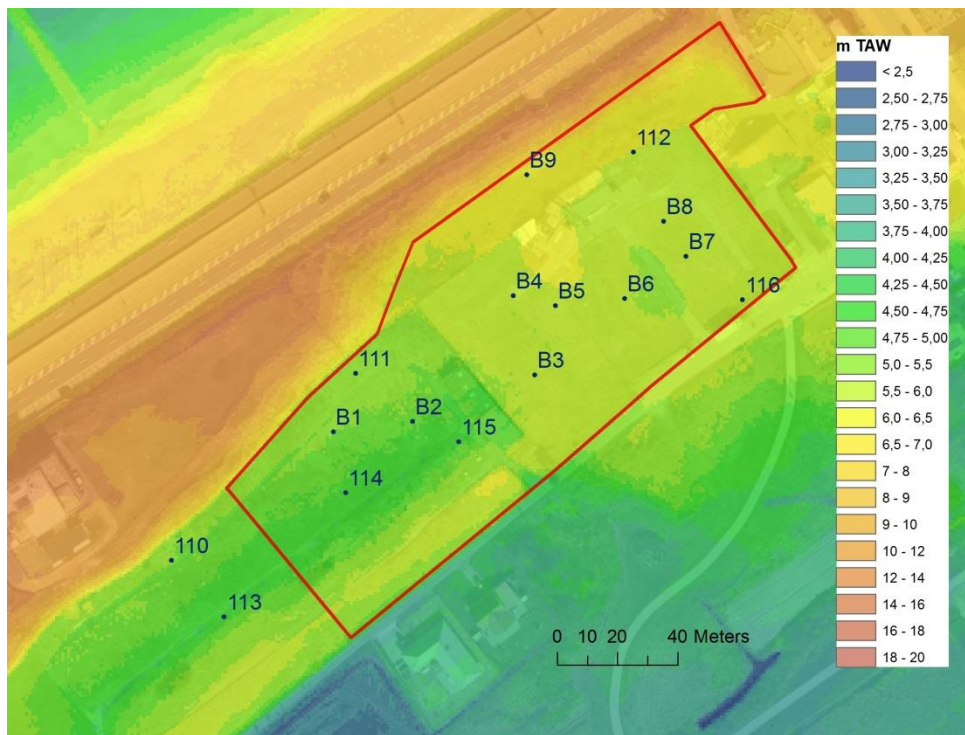 m TAW
< 2,5
2,50 - 2,75
2,75 - 3,00
3,00 - 3,25
3,25 - 3,50
3,50 - 3,75
3,75 - 4,00
4,00 - 4,25
4,25 - 4,50
4,50 - 4,75
4,75 - 5,00
5,0 - 5,5
5,5 - 6,0
6,0 - 6,5
6,5 - 7,0
7 - 8
8 - 9
9 - 10
10 - 12
12 - 14
14 - 16
16 - 18
18 - 20
112
B9
B8
B7
B4
B5
B6
116
111
B3
B1
B2
115
114
110
113
0 10 20 40 Meters